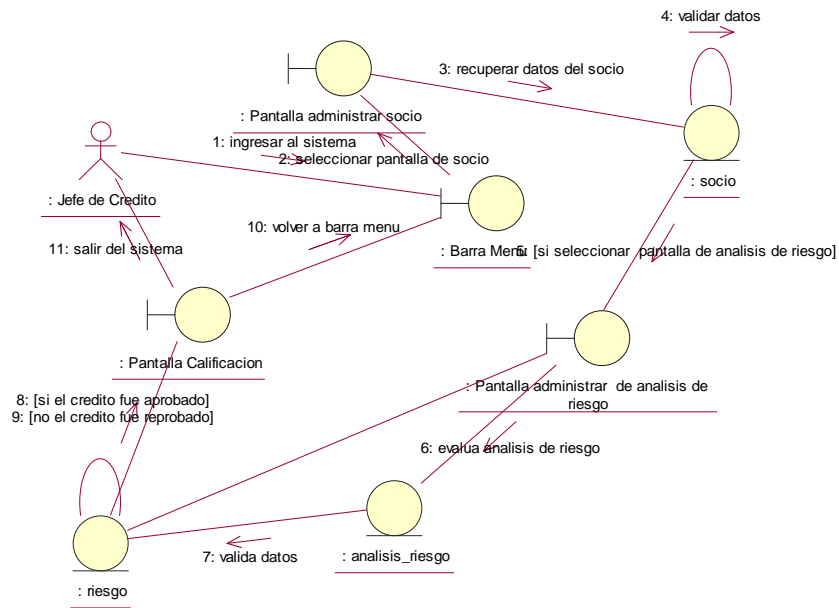 4: validar datos
3: recuperar datos del socio
: Pantalla administrar socio
1: ingresar al sistema
2: seleccionar pantalla de socio
: socio
: Jefe de Credito
10: volver a barra menu
11: salir del sistema
: Barra Menu
5: [si seleccionar pantalla de analisis de riesgo]
: Pantalla Calificacion
: Pantalla administrar de analisis de
riesgo
8: [si el credito fue aprobado]
9: [no el credito fue reprobado]
6: evalua analisis de riesgo
7: valida datos
: analisis_riesgo
: riesgo